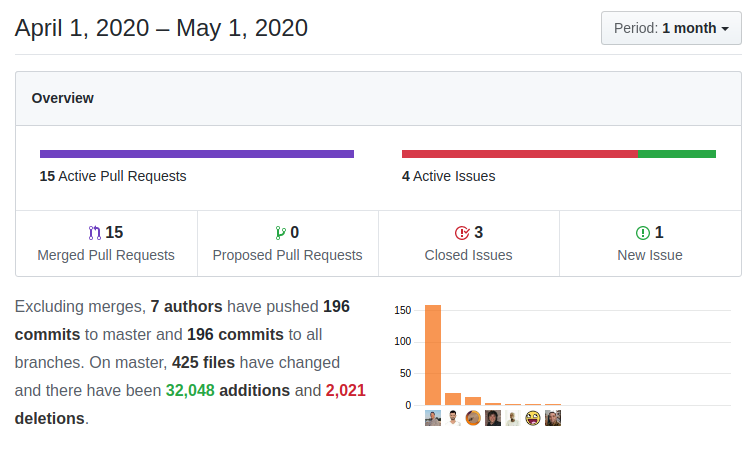 April 1, 2020 – May 1, 2020
Period: 1 month
Overview
15 Active Pull Requests
4 Active Issues
15
Merged Pull Requests
0
Proposed Pull Requests
3
Closed Issues
1
New Issue
Excluding merges, 7 authors have pushed 196
commits to master and 196 commits to all
branches. On master, 425 files have changed
and there have been 32,048 additions and 2,021
deletions.
150
100
50
0